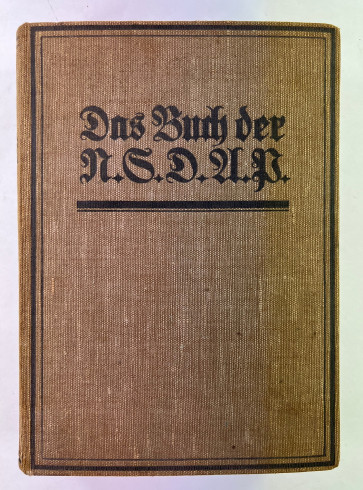 Das Buch der
N.S.D.A.P.